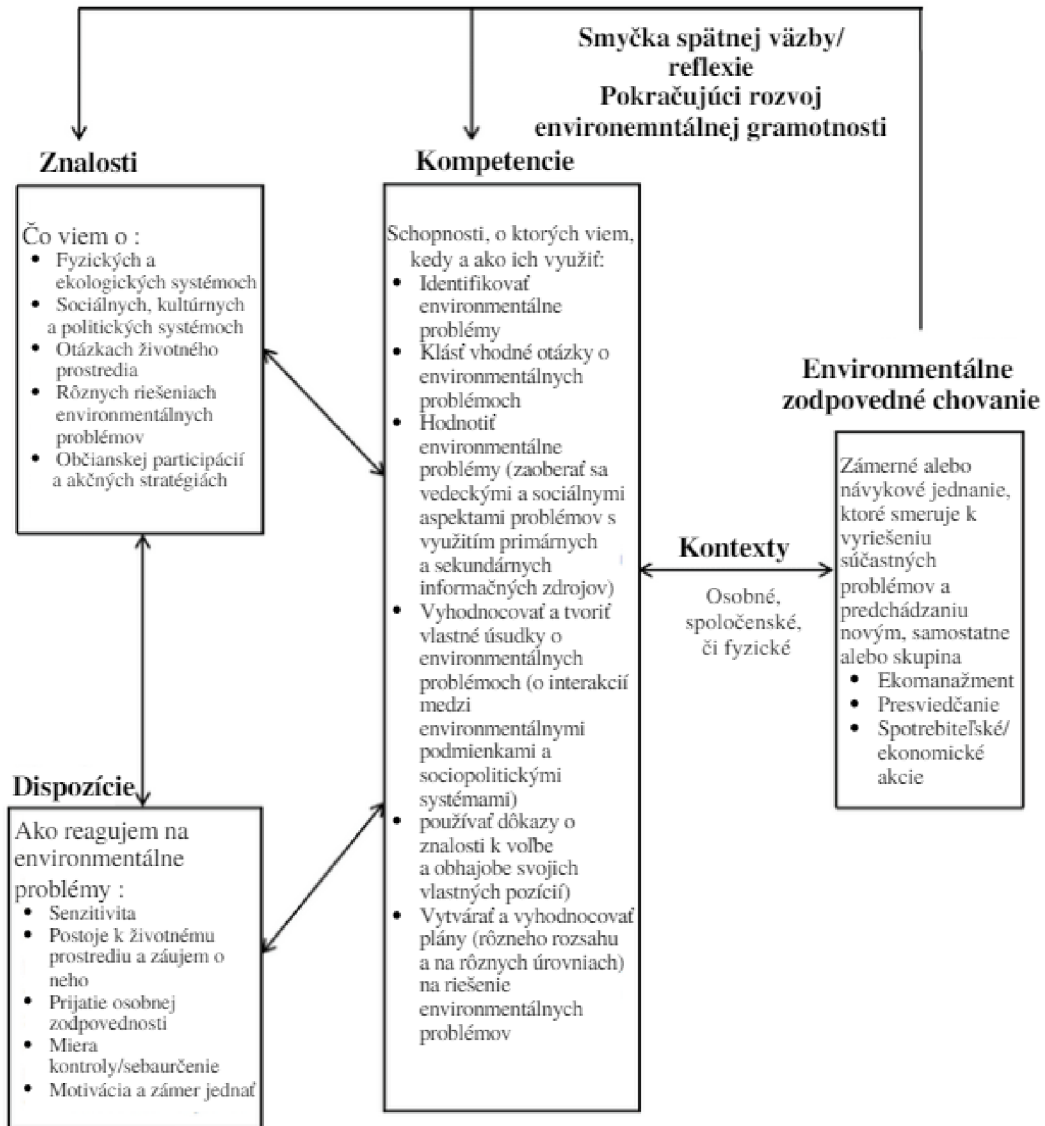 Smyčka spätnej väzby/
reflexie
Pokračujúci rozvoj
environemntálnej gramotnosti
Znalosti
Čo viem o :
• Fyzických a
ekologických systémoch
• Sociálnych, kultúrnych
a politických systémoch
• Otázkach životného
prostredia
• Rôznych riešeniach
environmentálnych
problémov
• Občianskej participácií
a akčných stratégiách
Dispozície
Ako reagujem na
environmentálne
problémy :
• Senzitivita
• Postoje k životnému
prostrediu a záujem o
neho
• Prijatie osobnej
zodpovednosti
• Miera
kontroly/sebaurčenie
• Motivácia a zámer jednať
Kompetencie
Schopnosti, o ktorých viem,
kedy a ako ich využiť:
• Identifikovať
environmentálne
problémy
• Klásť vhodné otázky o
environmentálnych
problémoch
• Hodnotiť
environmentálne
problémy (zaoberať sa
vedeckými a sociálnymi
aspektami problémov s
využitím primárnych
a sekundárnych
informačných zdrojov)
• Vyhodnocovať a tvoriť
vlastné úsudky o
environmentálnych
problémoch (o interakcií
medzi
environmentálnymi
podmienkami a
sociopolitickými
systémami)
• používať dôkazy o
znalosti k voľbe
a obhajobe svojich
vlastných pozícií)
• Vytvárať a vyhodnocovať
plány (rôzneho rozsahu
a na rôznych úrovniach)
na riešenie
environmentálnych
problémov
Kontexty
Osobné,
spoločenské,
či fyzické
Environmentálne
zodpovedné chovanie
Zámerné alebo
návykové jednanie,
ktoré smeruje k
vyriešeniu
súčastných
problémov a
predchádzaniu
novým, samostatne
alebo skupina
• Ekomanažment
• Presviedčanie
• Spotrebiteľské/
ekonomické
akcie